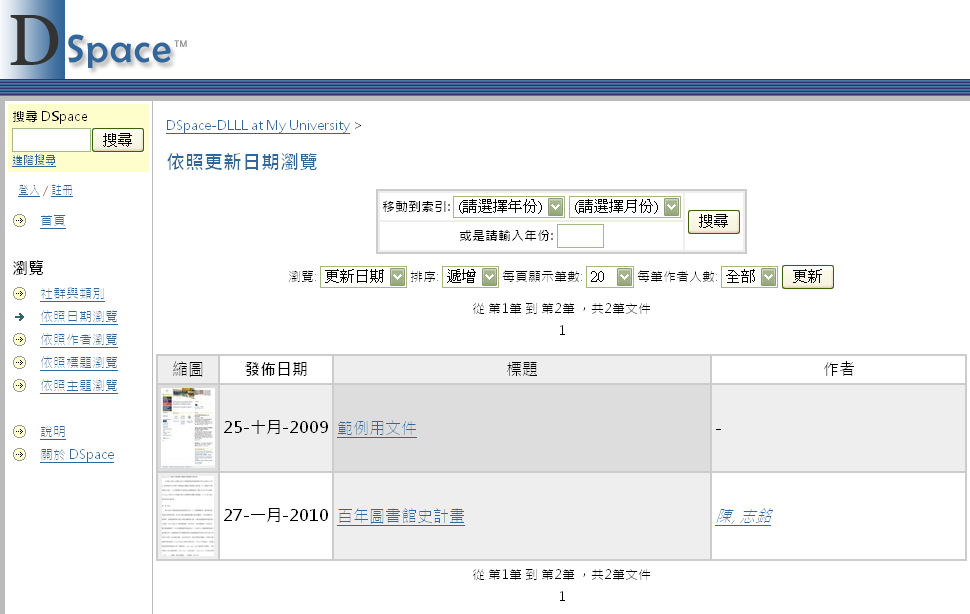 DSpace™
搜尋 DSpace
搜尋
進階搜尋
登入 / 註冊
首頁
瀏覽
社群與類別
依照日期瀏覽
依照作者瀏覽
依照標題瀏覽
依照主題瀏覽
說明
關於 DSpace
DSpace-DLLL at My University >
依照更新日期瀏覽
移動到索引: (請選擇年份) (請選擇月份)
或是請輸入年份:
搜尋
瀏覽: 更新日期 排序: 遞增 每頁顯示筆數: 20 每筆作者人數: 全部 更新
從 第1筆 到 第2筆 ，共2筆文件
1
縮圖 發佈日期 標題 作者
25-十月-2009 範例用文件 -
27-一月-2010 百年圖書館史計畫 陳, 志銘
從 第1筆 到 第2筆 ，共2筆文件
1